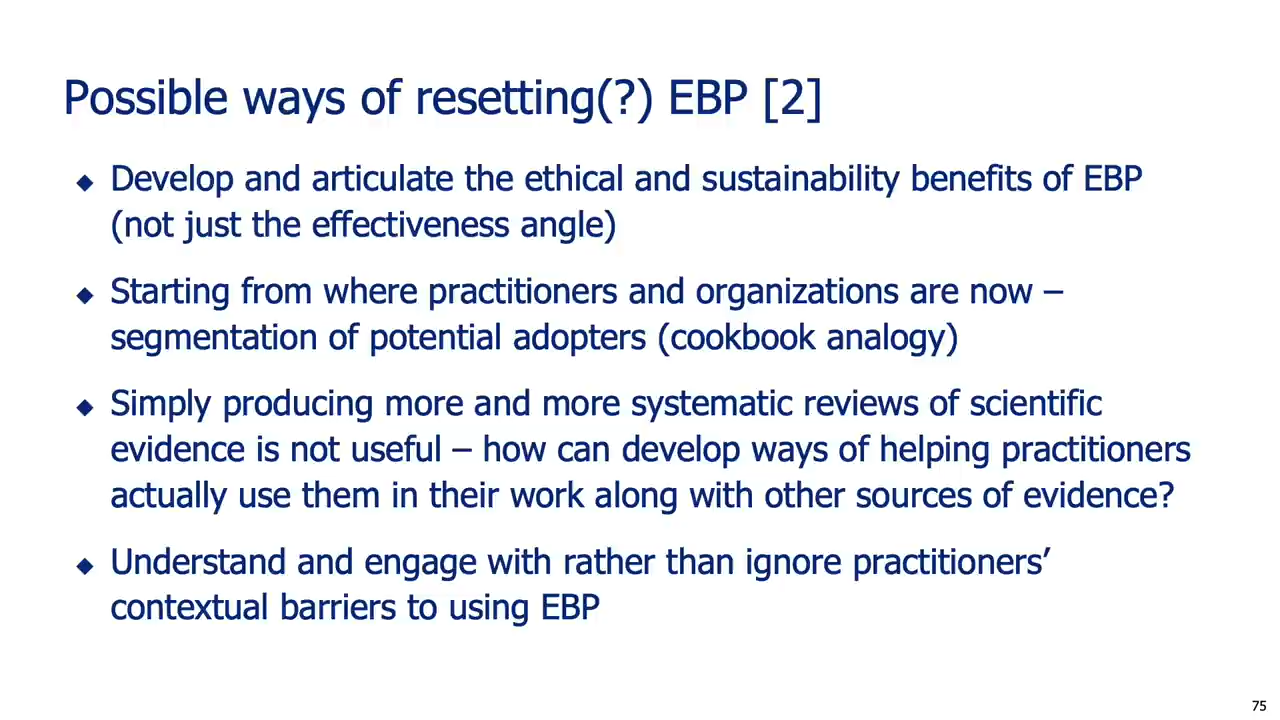 Possible ways of resetting(?) EBP [2]
◆ Develop and articulate the ethical and sustainability benefits of EBP
(not just the effectiveness angle)
◆ Starting from where practitioners and organizations are now –
segmentation of potential adopters (cookbook analogy)
◆ Simply producing more and more systematic reviews of scientific
evidence is not useful – how can develop ways of helping practitioners
actually use them in their work along with other sources of evidence?
◆ Understand and engage with rather than ignore practitioners’
contextual barriers to using EBP
75